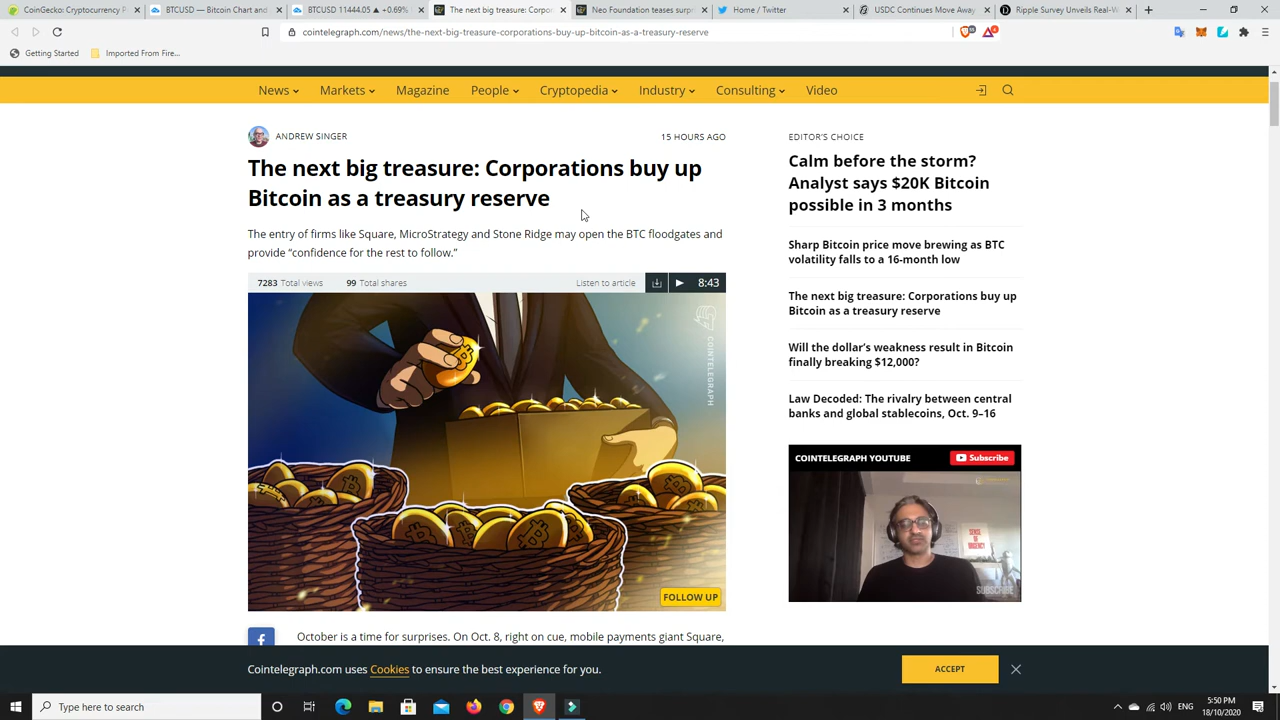 CoinGecko: Cryptocurrency P
BTCUSD — Bitcoin Chart and
BTCUSD 11444.05 ▲ +0.69%
The next big treasure: Corpor
Neo Foundation teases surpr
Home / Twitter
USDC Continues Move Away
Ripple Survey Unveils Real-W
cointelegraph.com/news/the-next-big-treasure-corporations-buy-up-bitcoin-as-a-treasury-reserve
Getting Started
Imported From Fire...
News
Markets
Magazine
People
Cryptopedia
Industry
Consulting
Video
ANDREW SINGER
15 HOURS AGO
The next big treasure: Corporations buy up
Bitcoin as a treasury reserve
The entry of firms like Square, MicroStrategy and Stone Ridge may open the BTC floodgates and
provide “confidence for the rest to follow.”
7283 Total views
99 Total shares
Listen to article
8:43
COINTELEGRAPH
FOLLOW UP
October is a time for surprises. On Oct. 8, right on cue, mobile payments giant Square,
EDITOR'S CHOICE
Calm before the storm?
Analyst says $20K Bitcoin
possible in 3 months
Sharp Bitcoin price move brewing as BTC
volatility falls to a 16-month low
The next big treasure: Corporations buy up
Bitcoin as a treasury reserve
Will the dollar’s weakness result in Bitcoin
finally breaking $12,000?
Law Decoded: The rivalry between central
banks and global stablecoins, Oct. 9–16
COINTELEGRAPH YOUTUBE
Subscribe
SENSE
OF
URGENCY
SUBSCRIBE
Cointelegraph.com uses Cookies to ensure the best experience for you.
ACCEPT
Type here to search
ENG
5:50 PM
18/10/2020